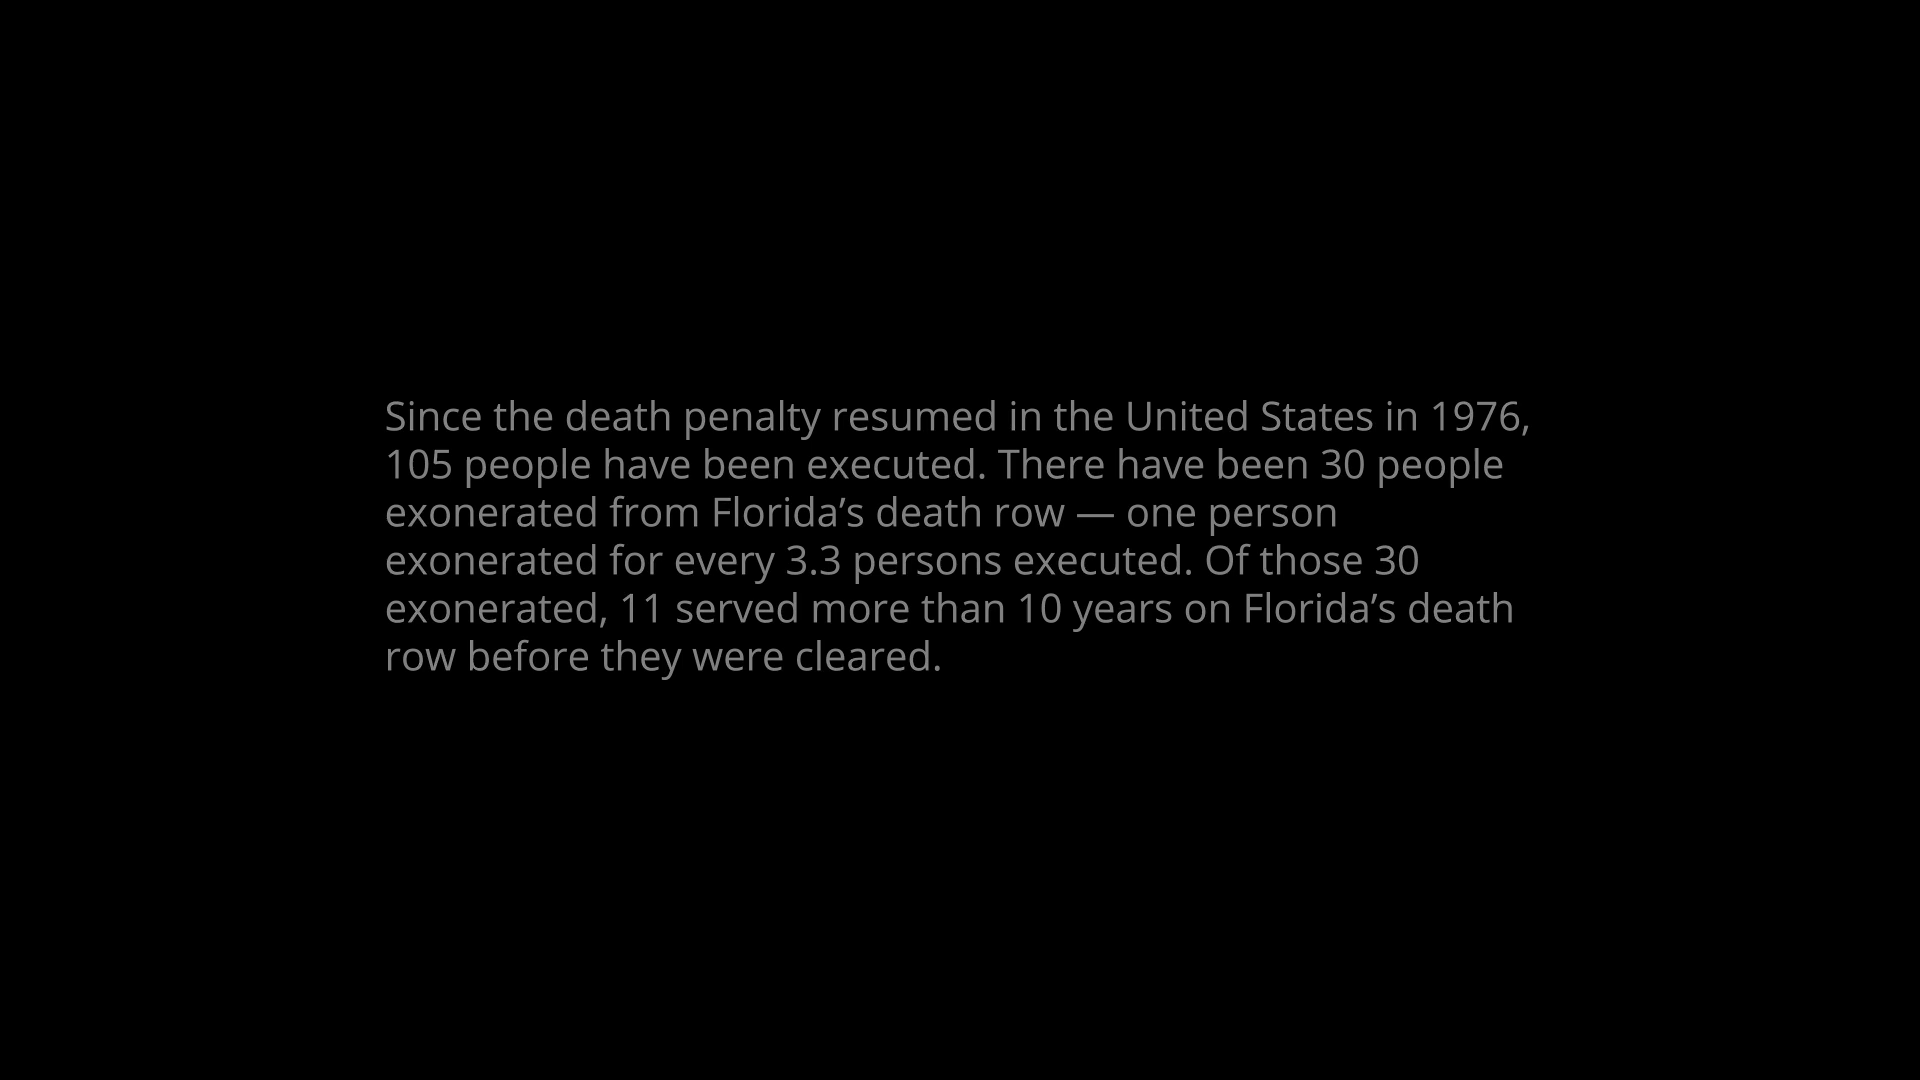 Since the death penalty resumed in the United States in 1976,
105 people have been executed. There have been 30 people
exonerated from Florida’s death row — one person
exonerated for every 3.3 persons executed. Of those 30
exonerated, 11 served more than 10 years on Florida’s death
row before they were cleared.